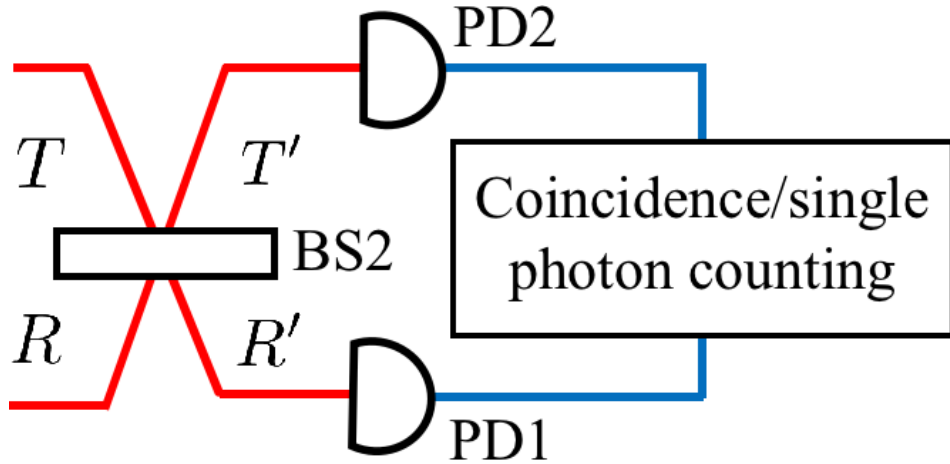 PD2
T
T′
Coincidence/single
photon counting
BS2
R
R′
PD1